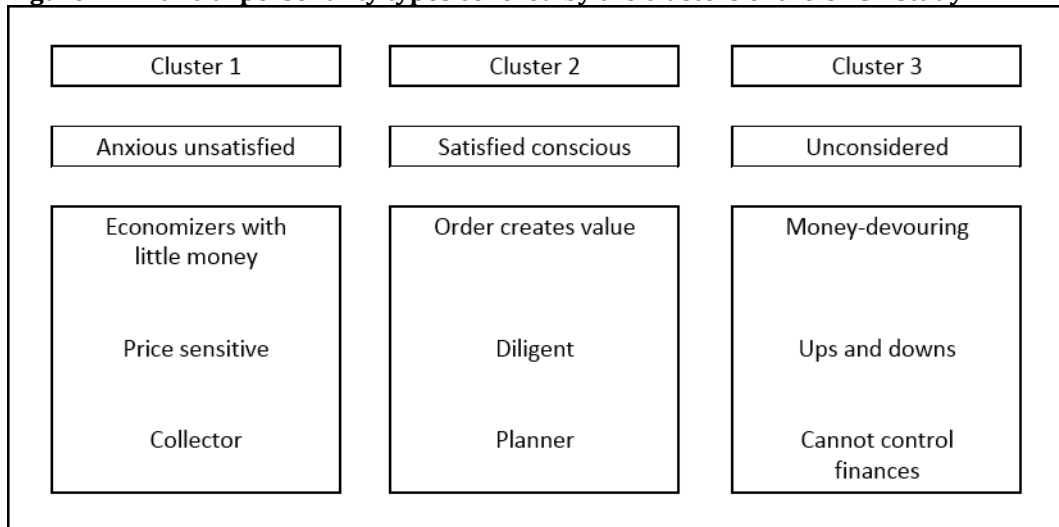 Cluster 1
Cluster 2
Cluster 3
Anxious unsatisfied
Satisfied conscious
Unconsidered
Economizers with
little money
Order creates value
Money-devouring
Price sensitive
Diligent
Ups and downs
Collector
Planner
Cannot control
finances